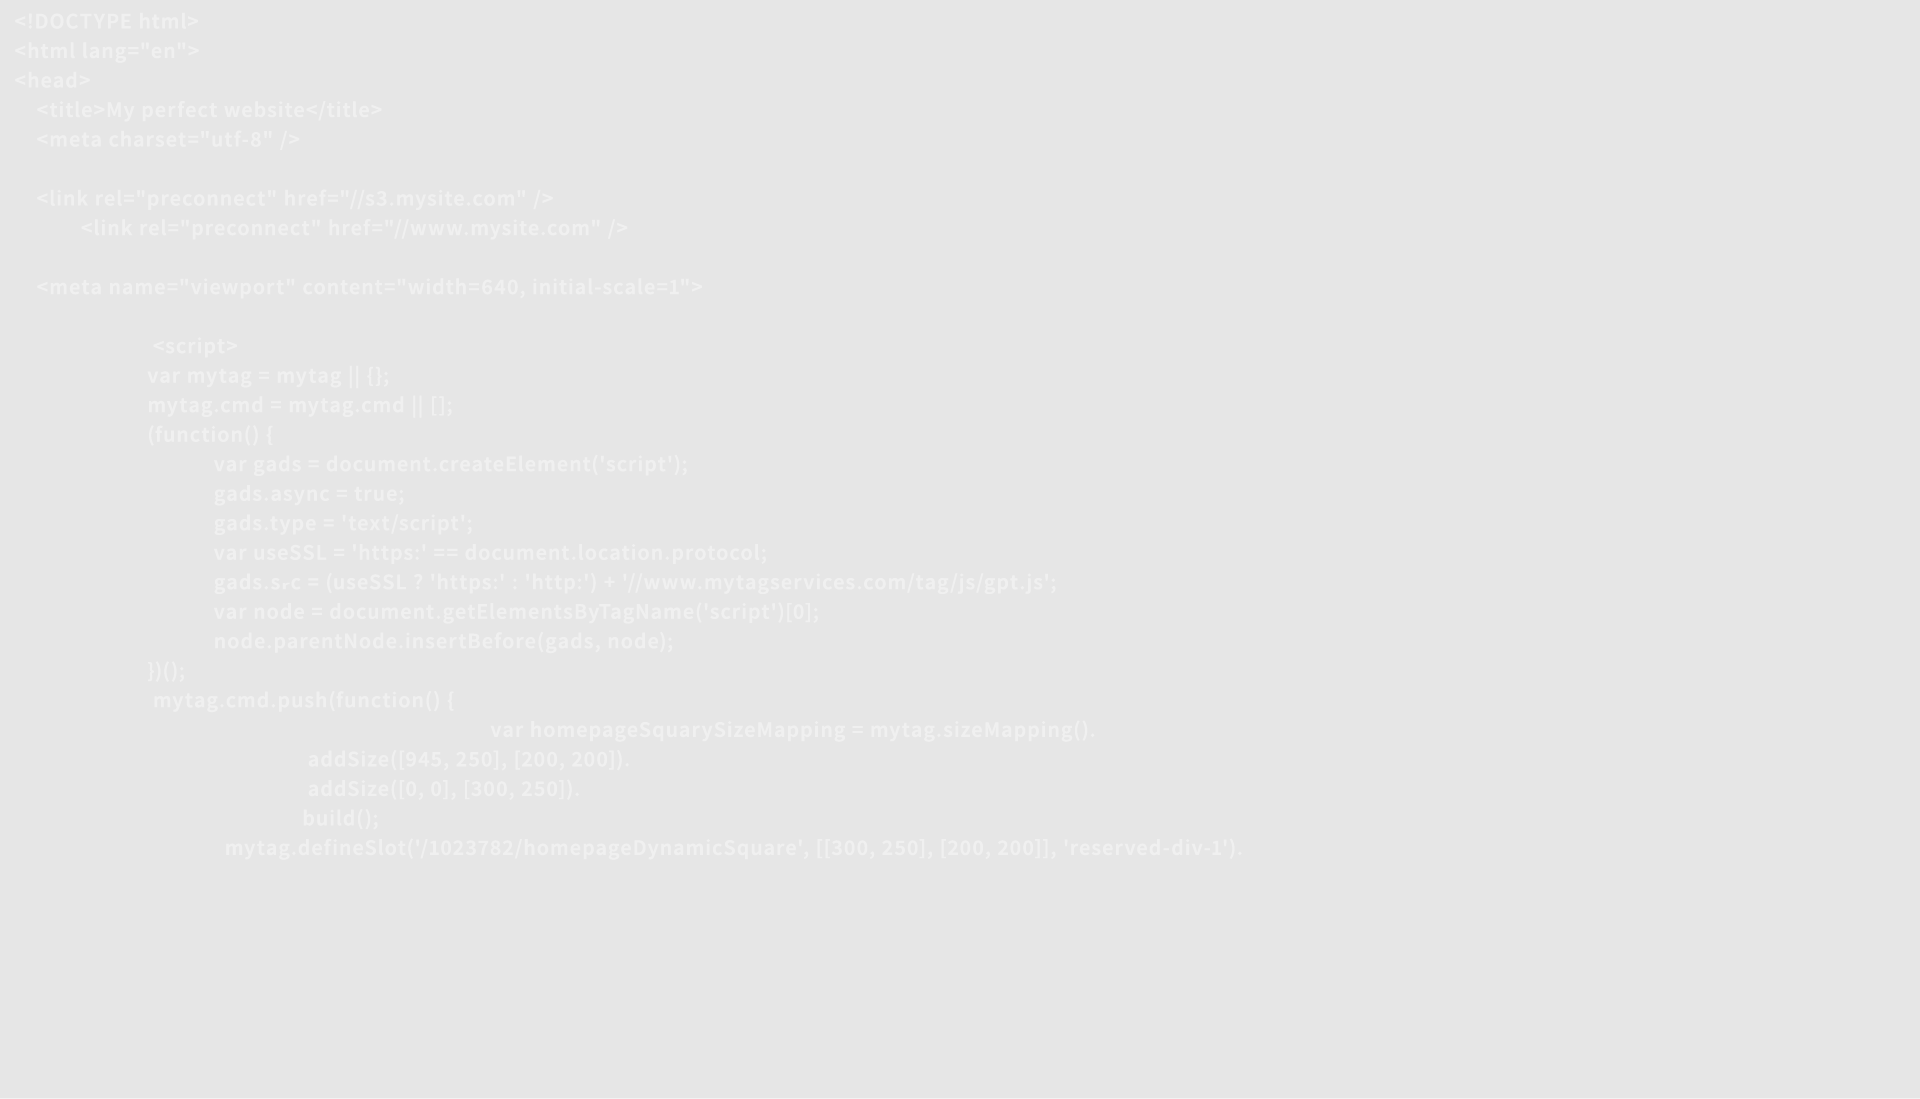 <!DOCTYPE html>
<html lang="en">
<head>
<title>My perfect website</title>
<meta charset="utf-8" />
<link rel="preconnect" href="//s3.mysite.com" />
<link rel="preconnect" href="//www.mysite.com" />
<meta name="viewport" content="width=640, initial-scale=1">
<script>
var mytag = mytag || {};
mytag.cmd = mytag.cmd || [];
(function() {
var gads = document.createElement('script');
gads.async = true;
gads.type = 'text/script';
var useSSL = 'https:' == document.location.protocol;
gads.src = (useSSL ? 'https:' : 'http:') + '//www.mytagservices.com/tag/js/gpt.js';
var node = document.getElementsByTagName('script')[0];
node.parentNode.insertBefore(gads, node);
})();
mytag.cmd.push(function() {
var homepageSquarySizeMapping = mytag.sizeMapping().
addSize([945, 250], [200, 200]).
addSize([0, 0], [300, 250]).
build();
mytag.defineSlot('/1023782/homepageDynamicSquare', [[300, 250], [200, 200]], 'reserved-div-1').